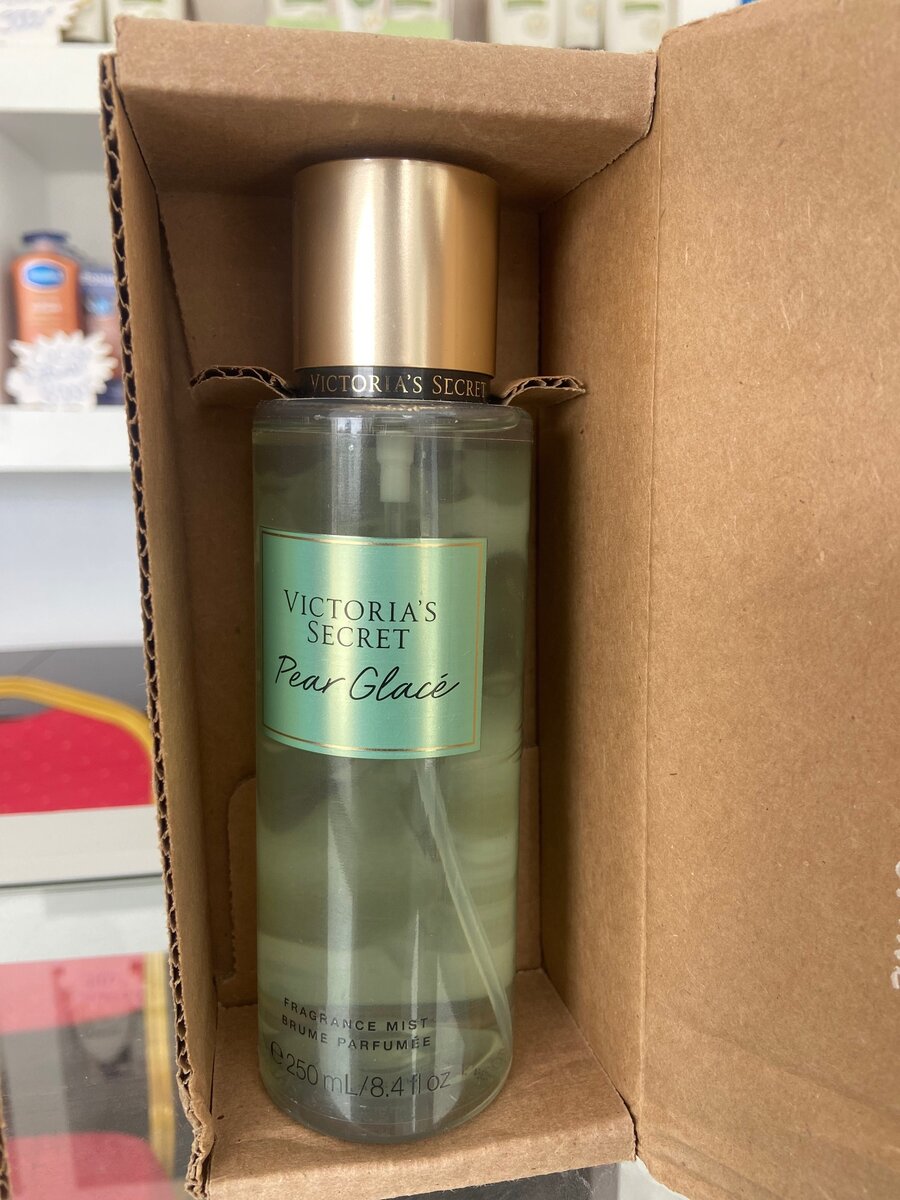 VICTORIA'S SECRET
VICTORIA'S
SECRET
Pear Glacé
FRAGRANCE MIST
BRUME PARFUMÉE
℮ 250 mL/8.4 fl oz